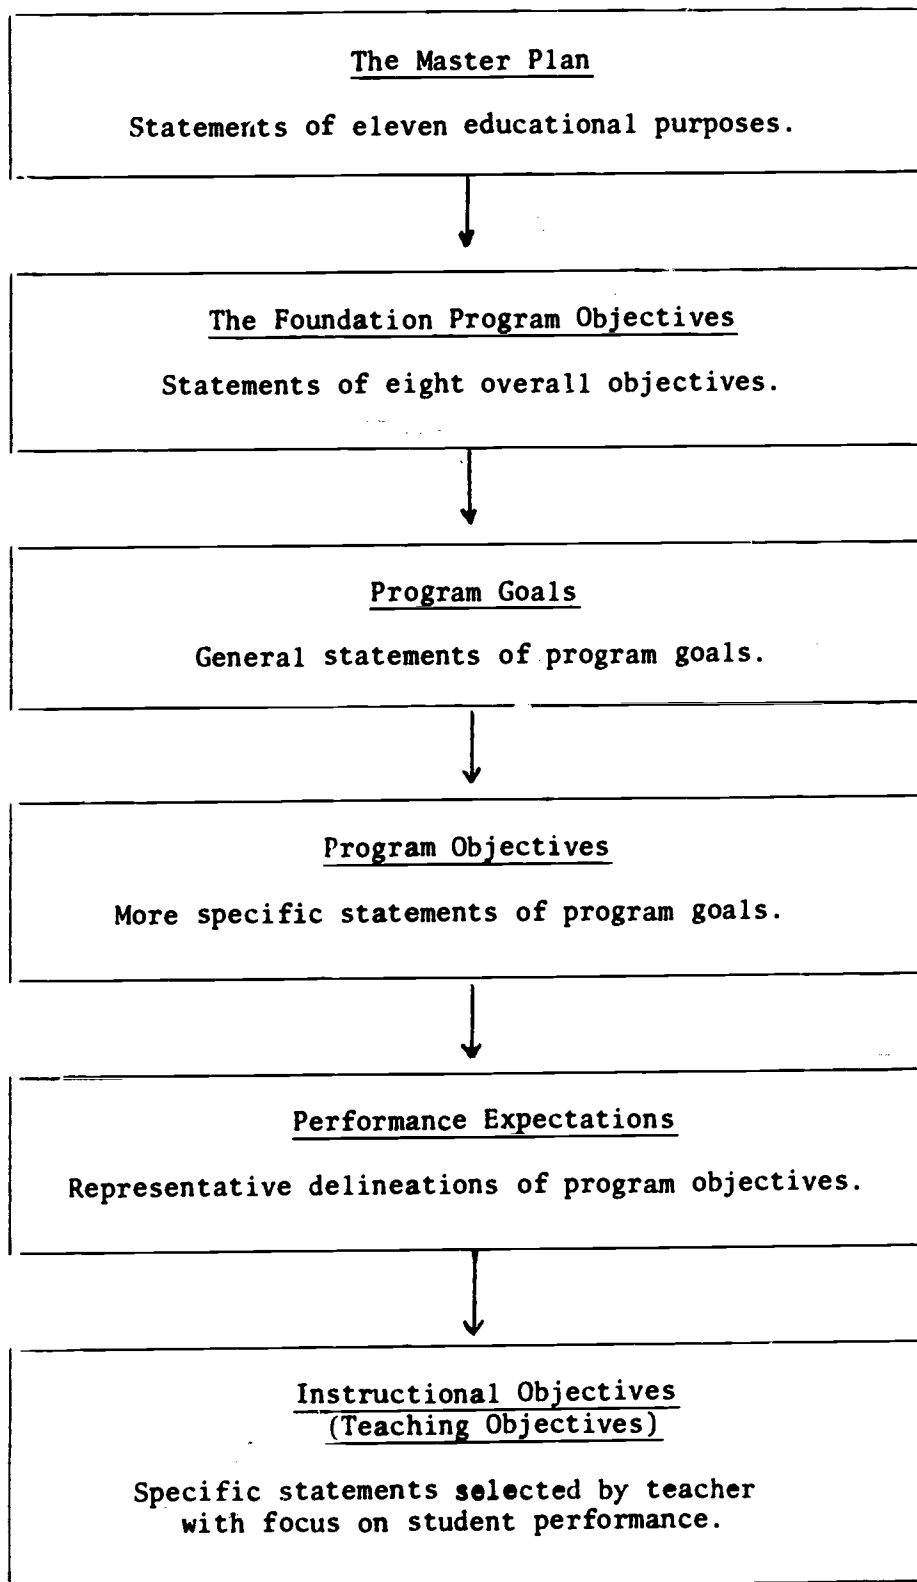 The Master Plan
Statements of eleven educational purposes.
The Foundation Program Objectives
Statements of eight overall objectives.
Program Goals
General statements of program goals.
Program Objectives
More specific statements of program goals.
Performance Expectations
Representative delineations of program objectives.
Instructional Objectives
(Teaching Objectives)
Specific statements selected by teacher
with focus on student performance.